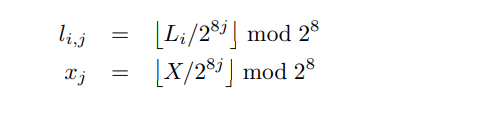 l_{i,j} = ⌊L_i/2^{8j}⌋ mod 2^8
x_j = ⌊X/2^{8j}⌋ mod 2^8